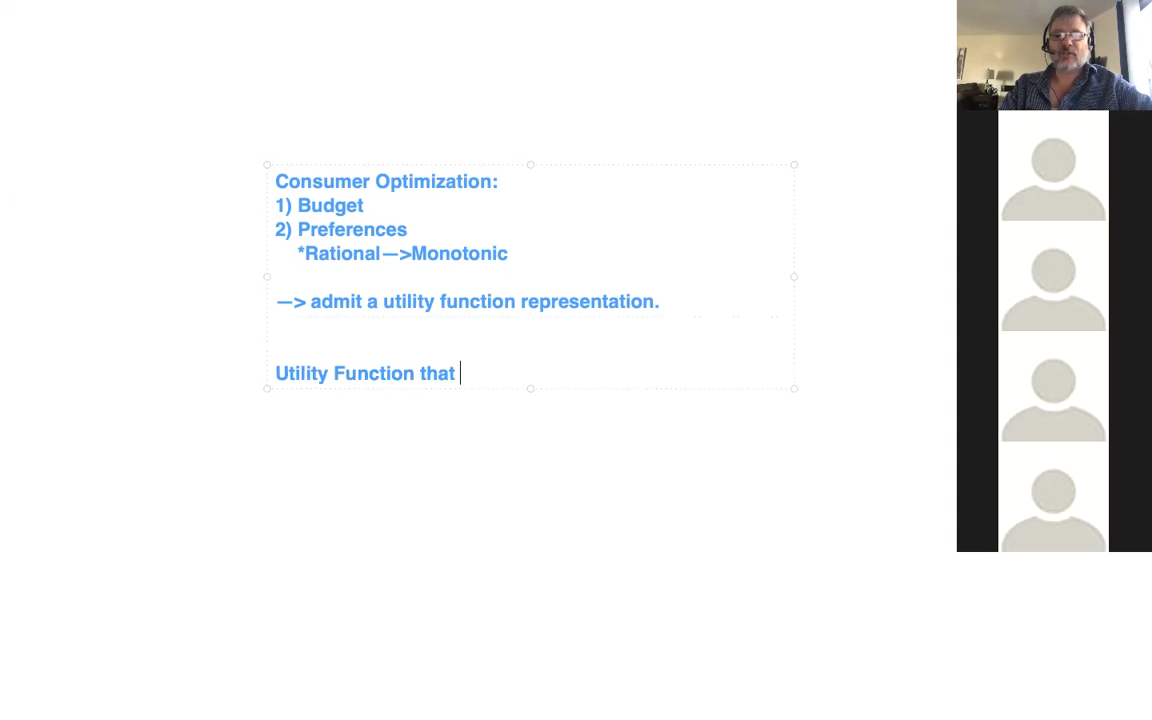 Consumer Optimization:
1) Budget
2) Preferences
*Rational—>Monotonic
—> admit a utility function representation.
Utility Function that